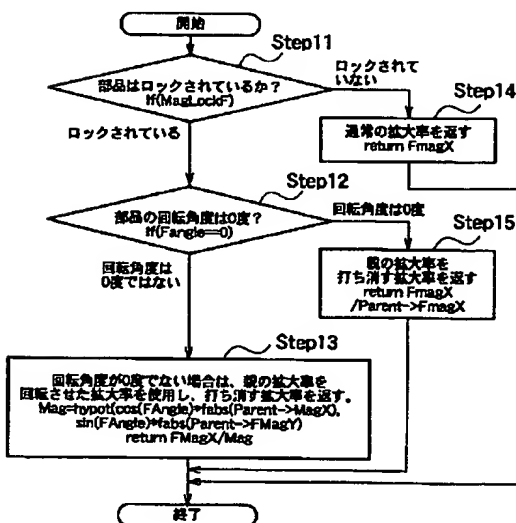 開始
Step11
部品はロックされているか？
if(MagLockF)
ロックされて
いない
Step14
通常の拡大率を返す
return FmagX
ロックされている
Step12
部品の回転角度は0度？
if(Fangle==0)
回転角度は0度
Step15
親の拡大率を
打ち消す拡大率を返す
return FmagX
/Parent->FmagX
回転角度は
0度ではない
Step13
回転角度が0度でない場合は、親の拡大率を
回転させた拡大率を使用し、打ち消す拡大率を返す。
Mag=hypot(cos(FAngle)*fabs(Parent->MagX),
sin(FAngle)*fabs(Parent->FMagY)
return FMagX/Mag
終了